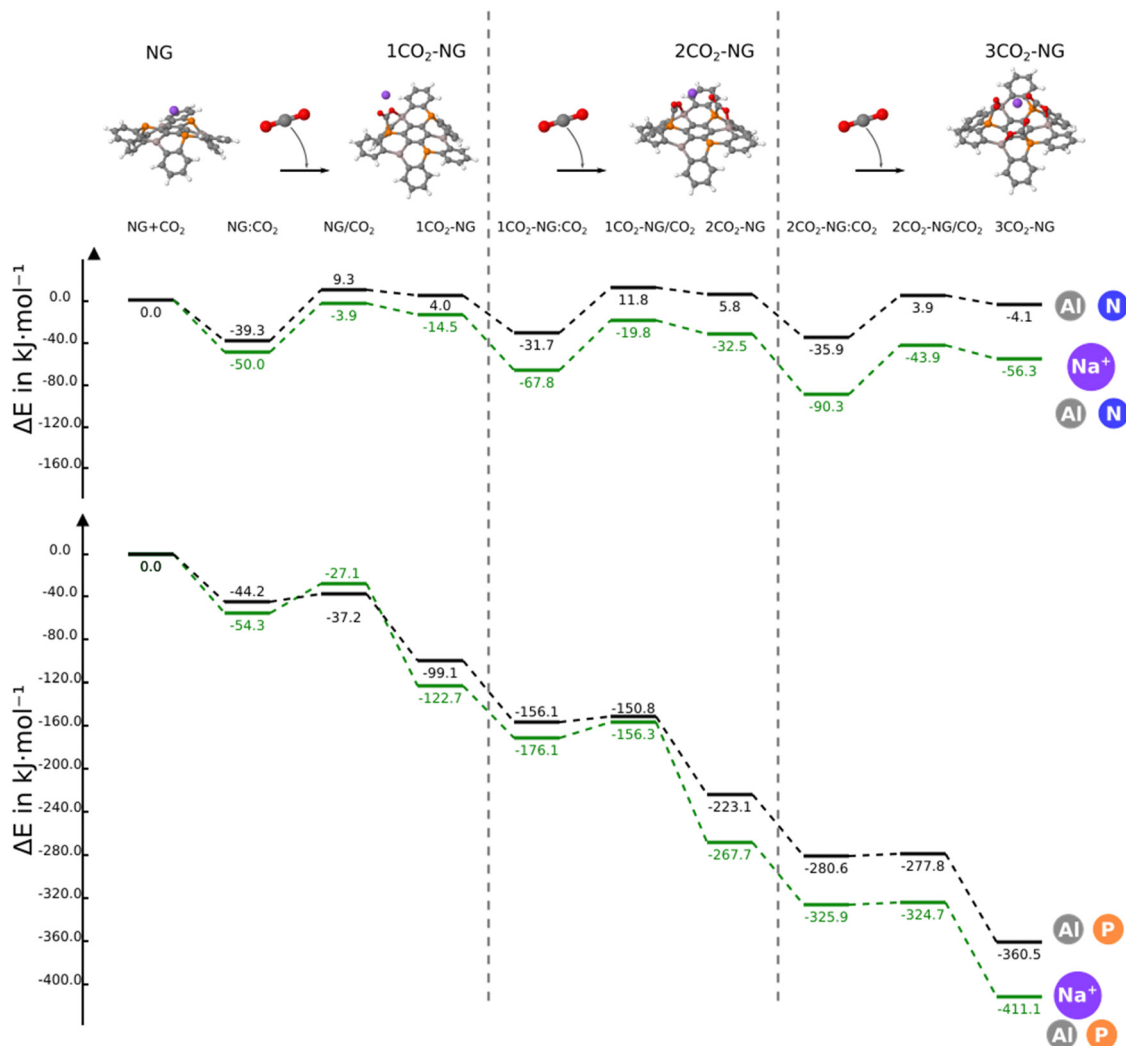 NG 1CO₂-NG 2CO₂-NG 3CO₂-NG
NG+CO₂ NG:CO₂ NG/CO₂ 1CO₂-NG 1CO₂-NG:CO₂ 1CO₂-NG/CO₂ 2CO₂-NG 2CO₂-NG:CO₂ 2CO₂-NG/CO₂ 3CO₂-NG
ΔE in kJ·mol⁻¹
0.0
-40.0
-80.0
-120.0
-160.0
0.0 -39.3 9.3 4.0 -31.7 11.8 5.8 -35.9 3.9 -4.1
Al N
-50.0 -3.9 -14.5 -67.8 -19.8 -32.5 -90.3 -43.9 -56.3
Na⁺
Al N
ΔE in kJ·mol⁻¹
0.0
-40.0
-80.0
-120.0
-160.0
-200.0
-240.0
-280.0
-320.0
-360.0
-400.0
0.0 -44.2 -37.2 -99.1 -156.1 -150.8 -223.1 -280.6 -277.8 -360.5
Al P
-54.3 -27.1 -122.7 -176.1 -156.3 -267.7 -325.9 -324.7 -411.1
Na⁺
Al P